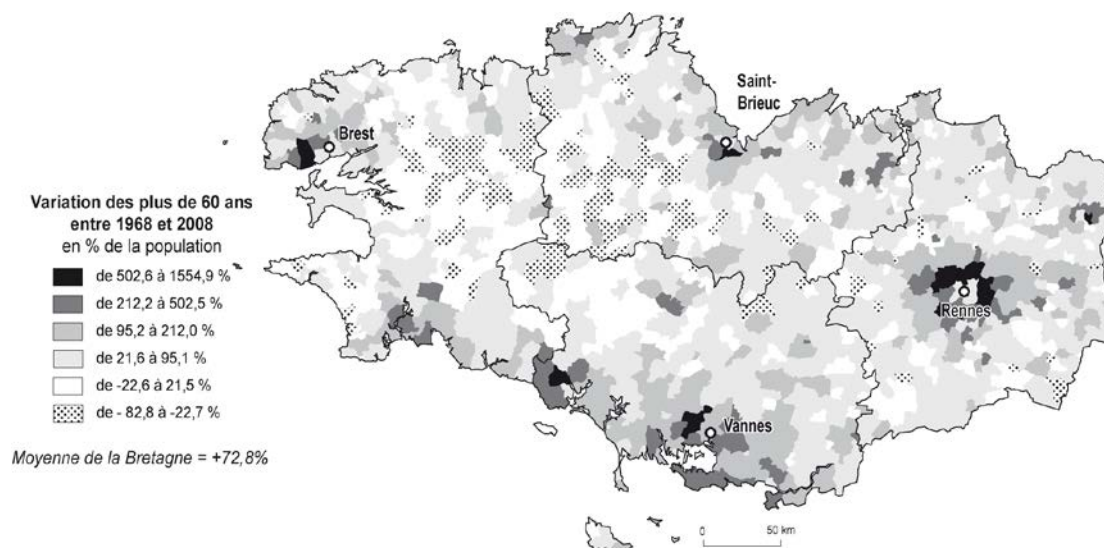 Saint-
Brieuc
Brest
Variation des plus de 60 ans
entre 1968 et 2008
en % de la population
de 502,6 à 1554,9 %
de 212,2 à 502,5 %
de 95,2 à 212,0 %
de 21,6 à 95,1 %
de -22,6 à 21,5 %
de - 82,8 à -22,7 %
Rennes
Vannes
Moyenne de la Bretagne = +72,8%
0 50 km